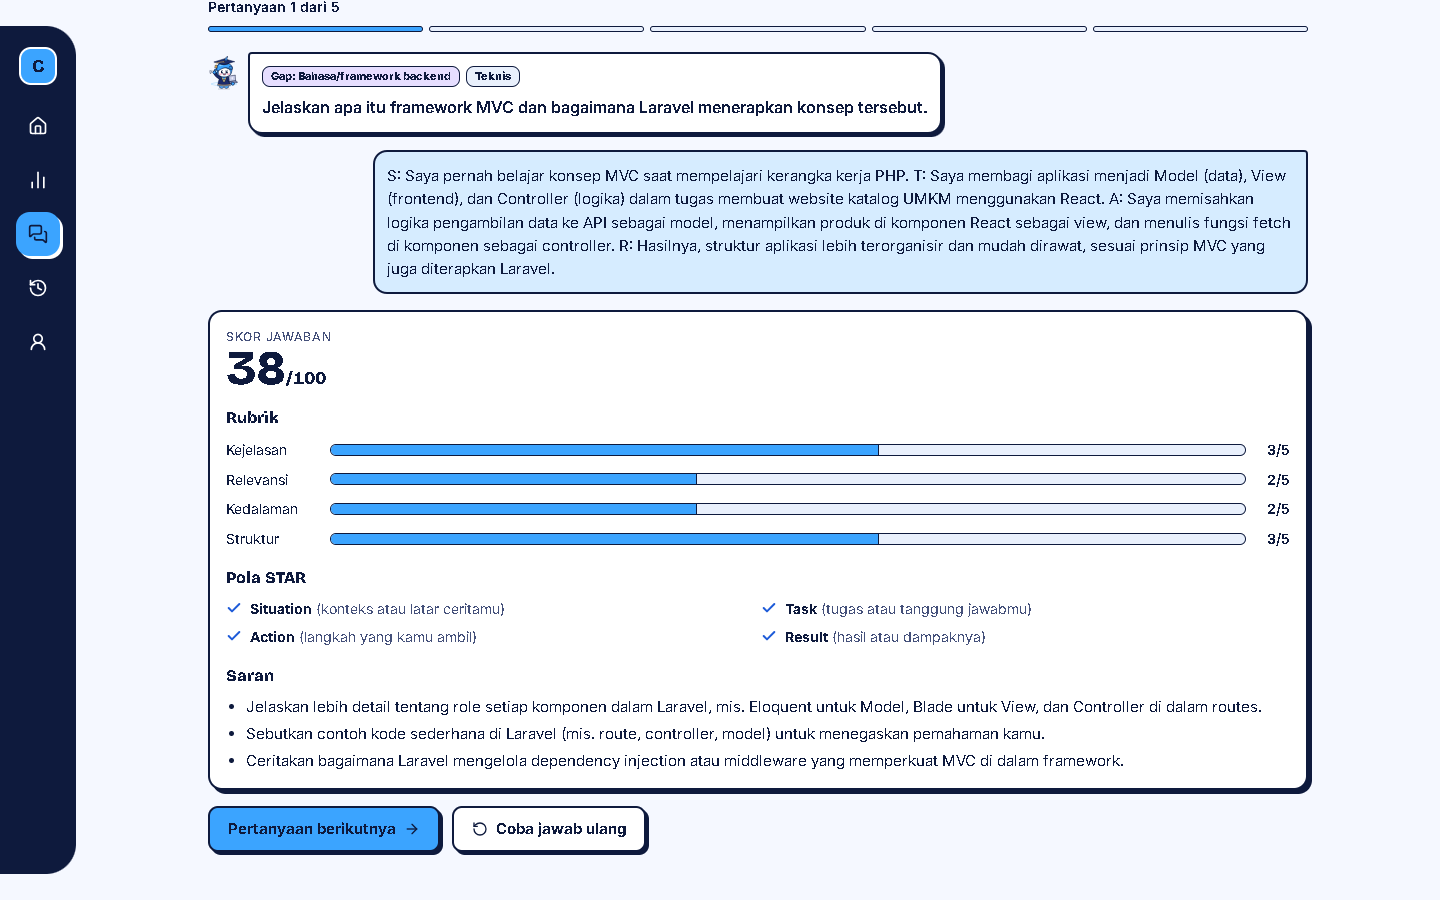 Pertanyaan 1 dari 5
C
Gap: Bahasa/framework backend
Teknis
Jelaskan apa itu framework MVC dan bagaimana Laravel menerapkan konsep tersebut.
S: Saya pernah belajar konsep MVC saat mempelajari kerangka kerja PHP. T: Saya membagi aplikasi menjadi Model (data), View
(frontend), dan Controller (logika) dalam tugas membuat website katalog UMKM menggunakan React. A: Saya memisahkan
logika pengambilan data ke API sebagai model, menampilkan produk di komponen React sebagai view, dan menulis fungsi fetch
di komponen sebagai controller. R: Hasilnya, struktur aplikasi lebih terorganisir dan mudah dirawat, sesuai prinsip MVC yang
juga diterapkan Laravel.
SKOR JAWABAN
38/100
Rubrik
Kejelasan 3/5
Relevansi 2/5
Kedalaman 2/5
Struktur 3/5
Pola STAR
Situation (konteks atau latar ceritamu)
Task (tugas atau tanggung jawabmu)
Action (langkah yang kamu ambil)
Result (hasil atau dampaknya)
Saran
• Jelaskan lebih detail tentang role setiap komponen dalam Laravel, mis. Eloquent untuk Model, Blade untuk View, dan Controller di dalam routes.
• Sebutkan contoh kode sederhana di Laravel (mis. route, controller, model) untuk menegaskan pemahaman kamu.
• Ceritakan bagaimana Laravel mengelola dependency injection atau middleware yang memperkuat MVC di dalam framework.
Pertanyaan berikutnya
Coba jawab ulang